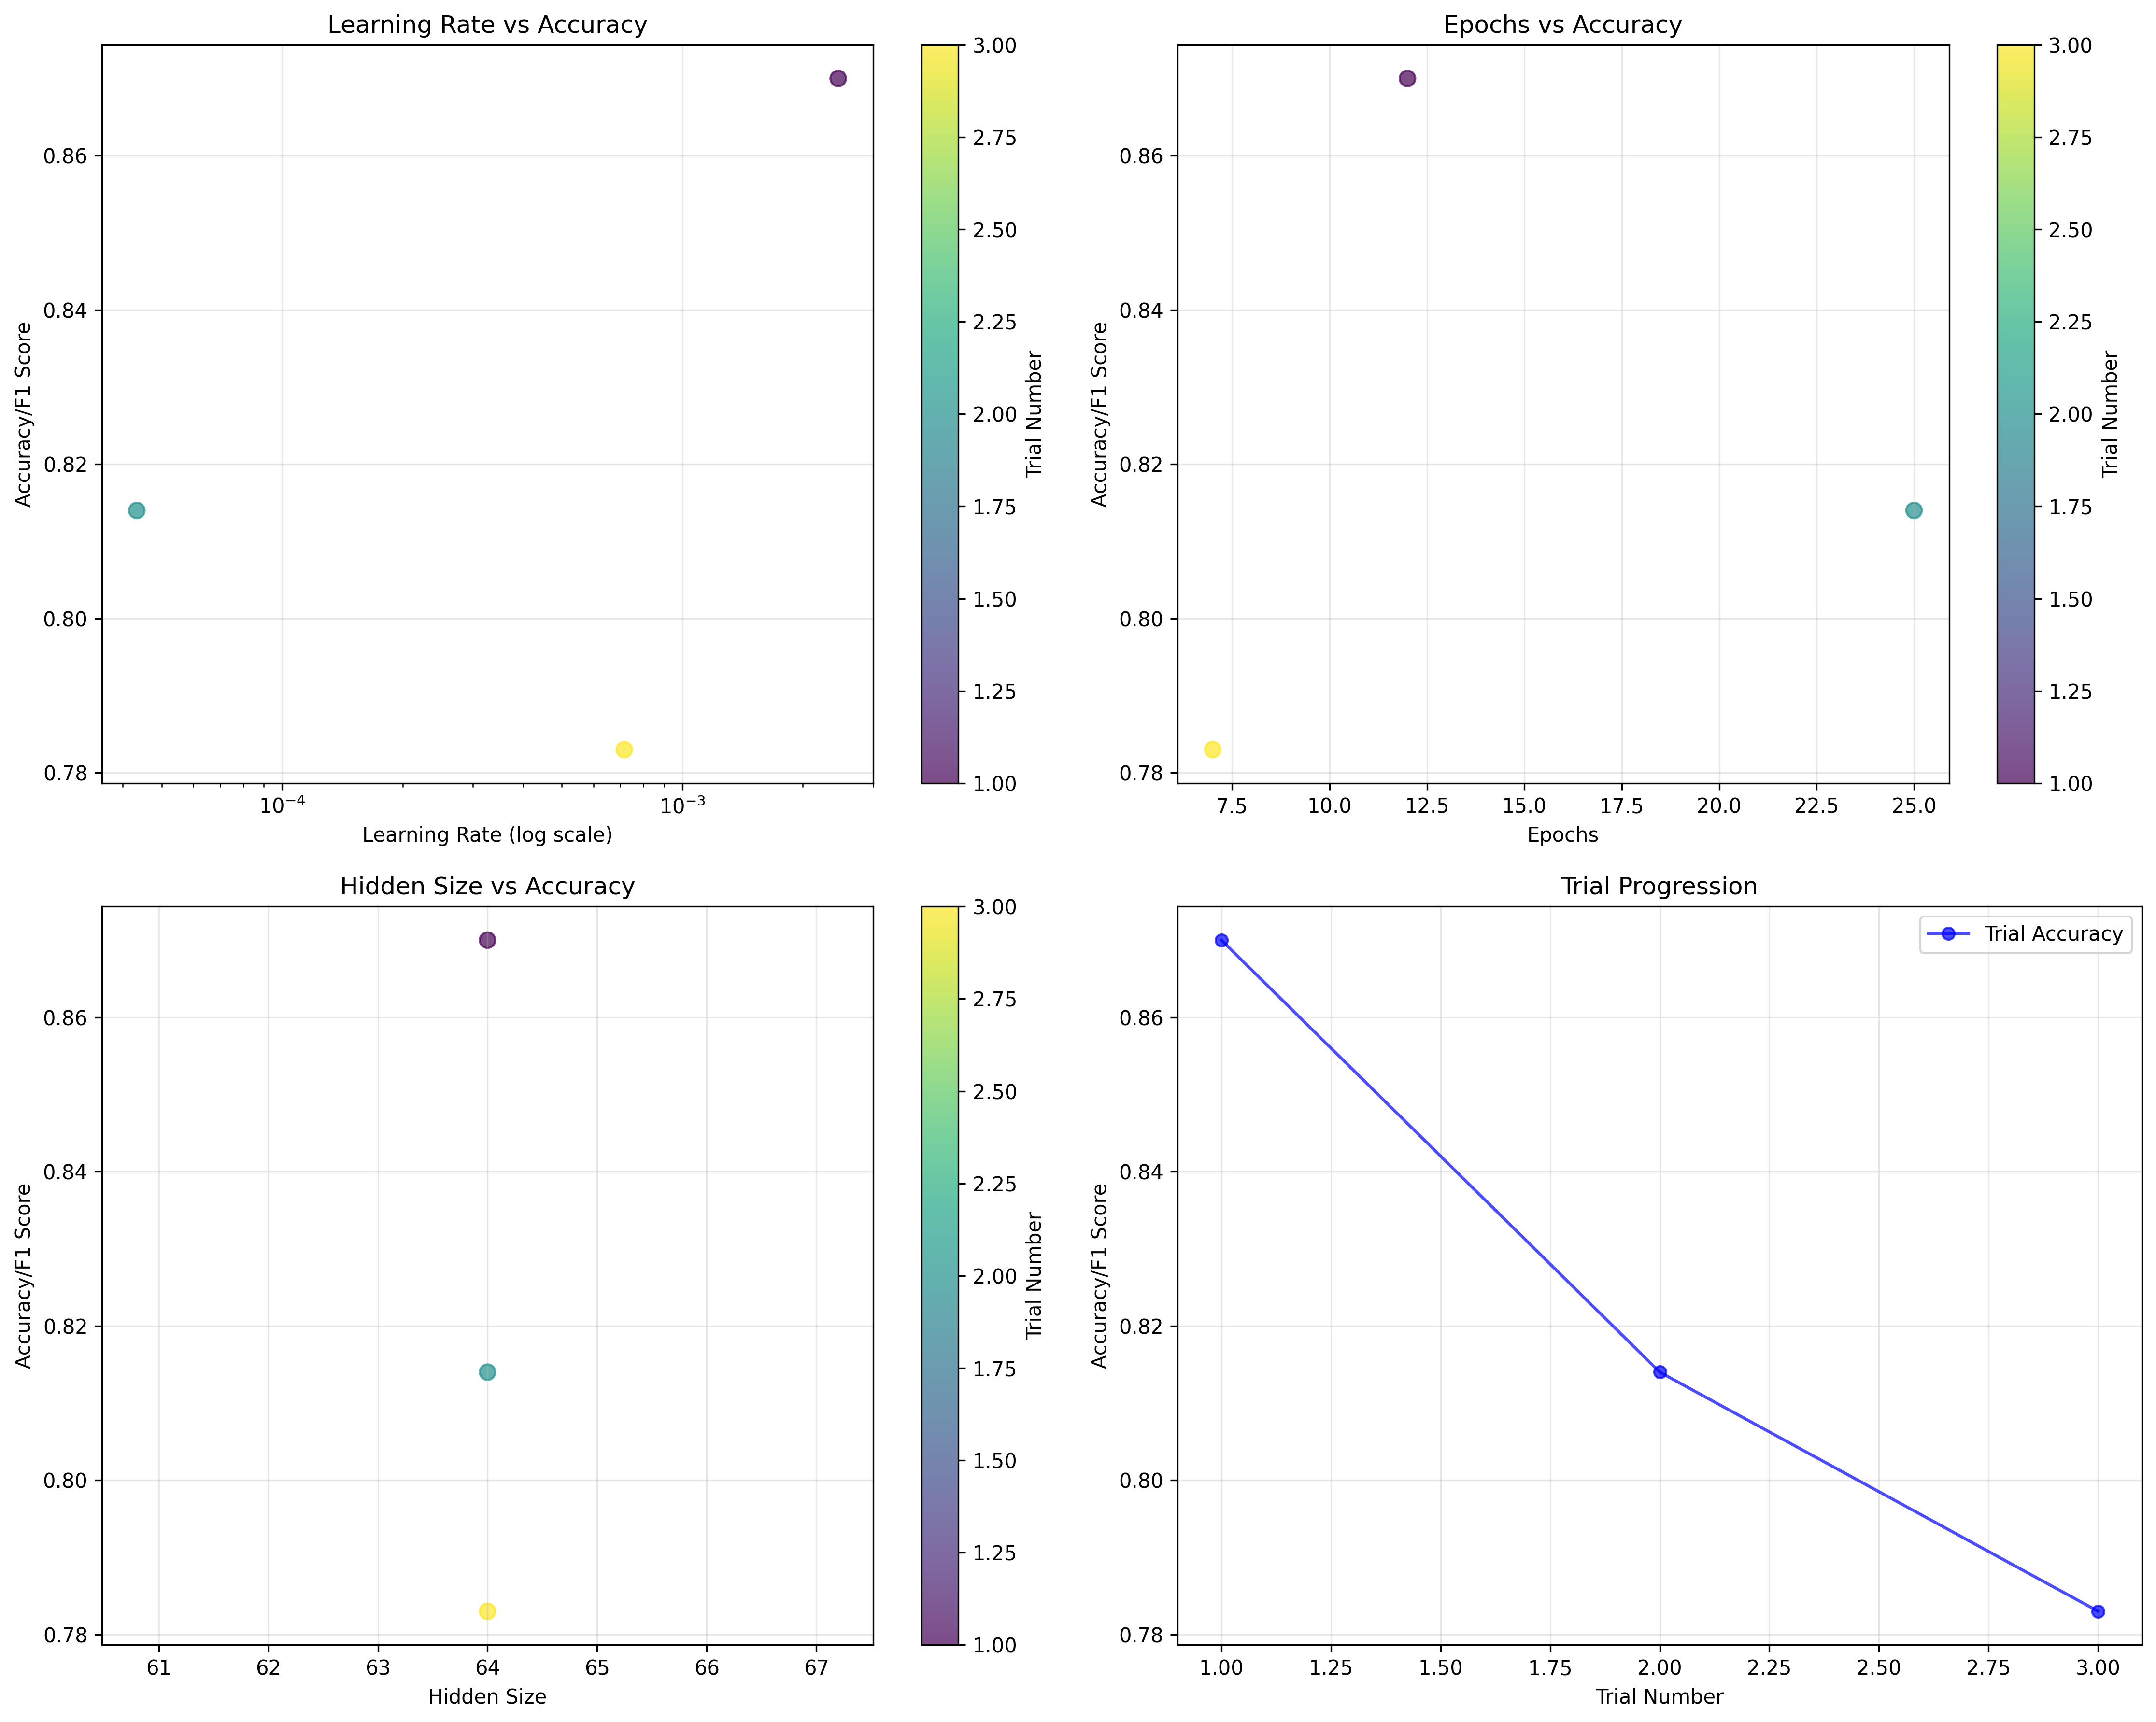 Learning Rate vs Accuracy
Accuracy/F1 Score
0.86
0.84
0.82
0.80
0.78
10⁻⁴
10⁻³
Learning Rate (log scale)
3.00
2.75
2.50
2.25
2.00
1.75
1.50
1.25
1.00
Trial Number
Epochs vs Accuracy
Accuracy/F1 Score
0.86
0.84
0.82
0.80
0.78
7.5 10.0 12.5 15.0 17.5 20.0 22.5 25.0
Epochs
3.00
2.75
2.50
2.25
2.00
1.75
1.50
1.25
1.00
Trial Number
Hidden Size vs Accuracy
Accuracy/F1 Score
0.86
0.84
0.82
0.80
0.78
61 62 63 64 65 66 67
Hidden Size
3.00
2.75
2.50
2.25
2.00
1.75
1.50
1.25
1.00
Trial Number
Trial Progression
Trial Accuracy
Accuracy/F1 Score
0.86
0.84
0.82
0.80
0.78
1.00 1.25 1.50 1.75 2.00 2.25 2.50 2.75 3.00
Trial Number